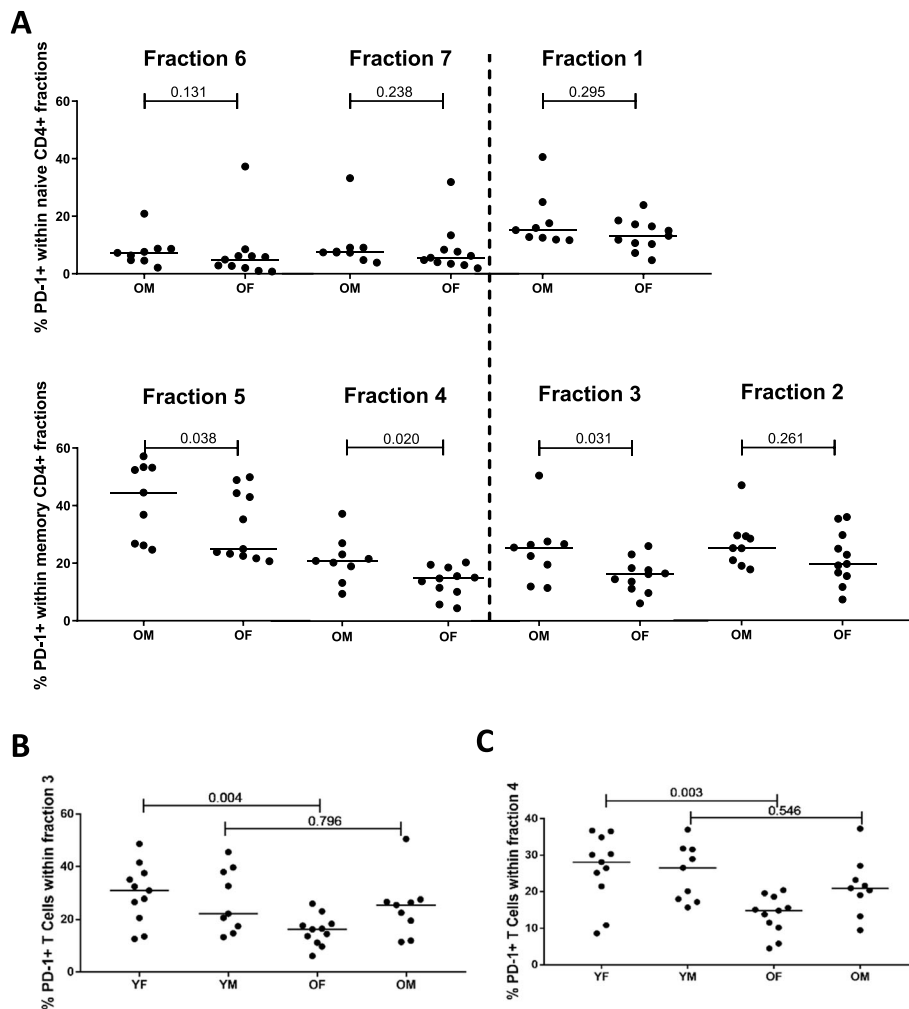 A
Fraction 6 Fraction 7 Fraction 1
0.131 0.238 0.295
% PD-1+ within naive CD4+ fractions
60
40
20
0
OM OF OM OF OM OF
Fraction 5 Fraction 4 Fraction 3 Fraction 2
0.038 0.020 0.031 0.261
% PD-1+ within memory CD4+ fractions
60
40
20
0
OM OF OM OF OM OF OM OF
B
% PD-1+ T Cells within fraction 3
0.004
0.796
60
40
20
0
YF YM OF OM
C
% PD-1+ T Cells within fraction 4
0.003
0.546
40
30
20
10
0
YF YM OF OM